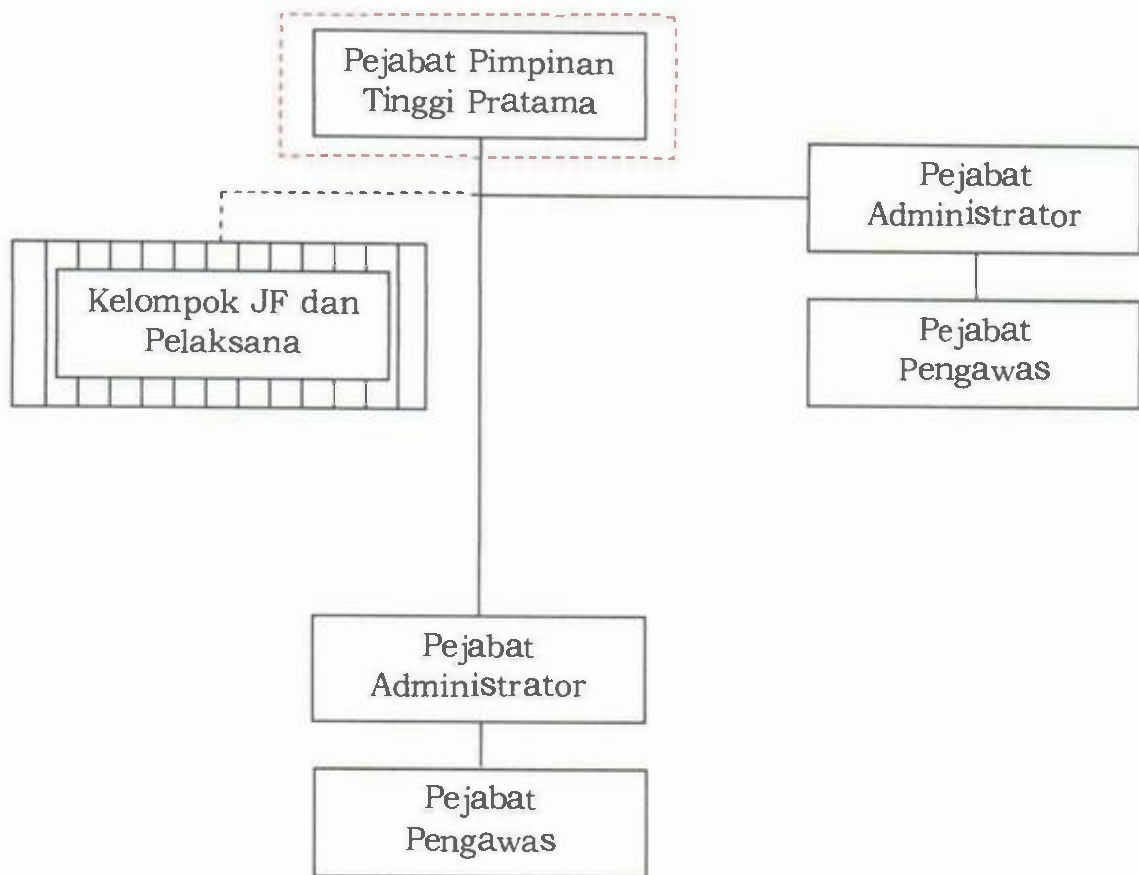 Pejabat Pimpinan
Tinggi Pratama
Pejabat
Administrator
Kelompok JF dan
Pelaksana
Pejabat
Pengawas
Pejabat
Administrator
Pejabat
Pengawas